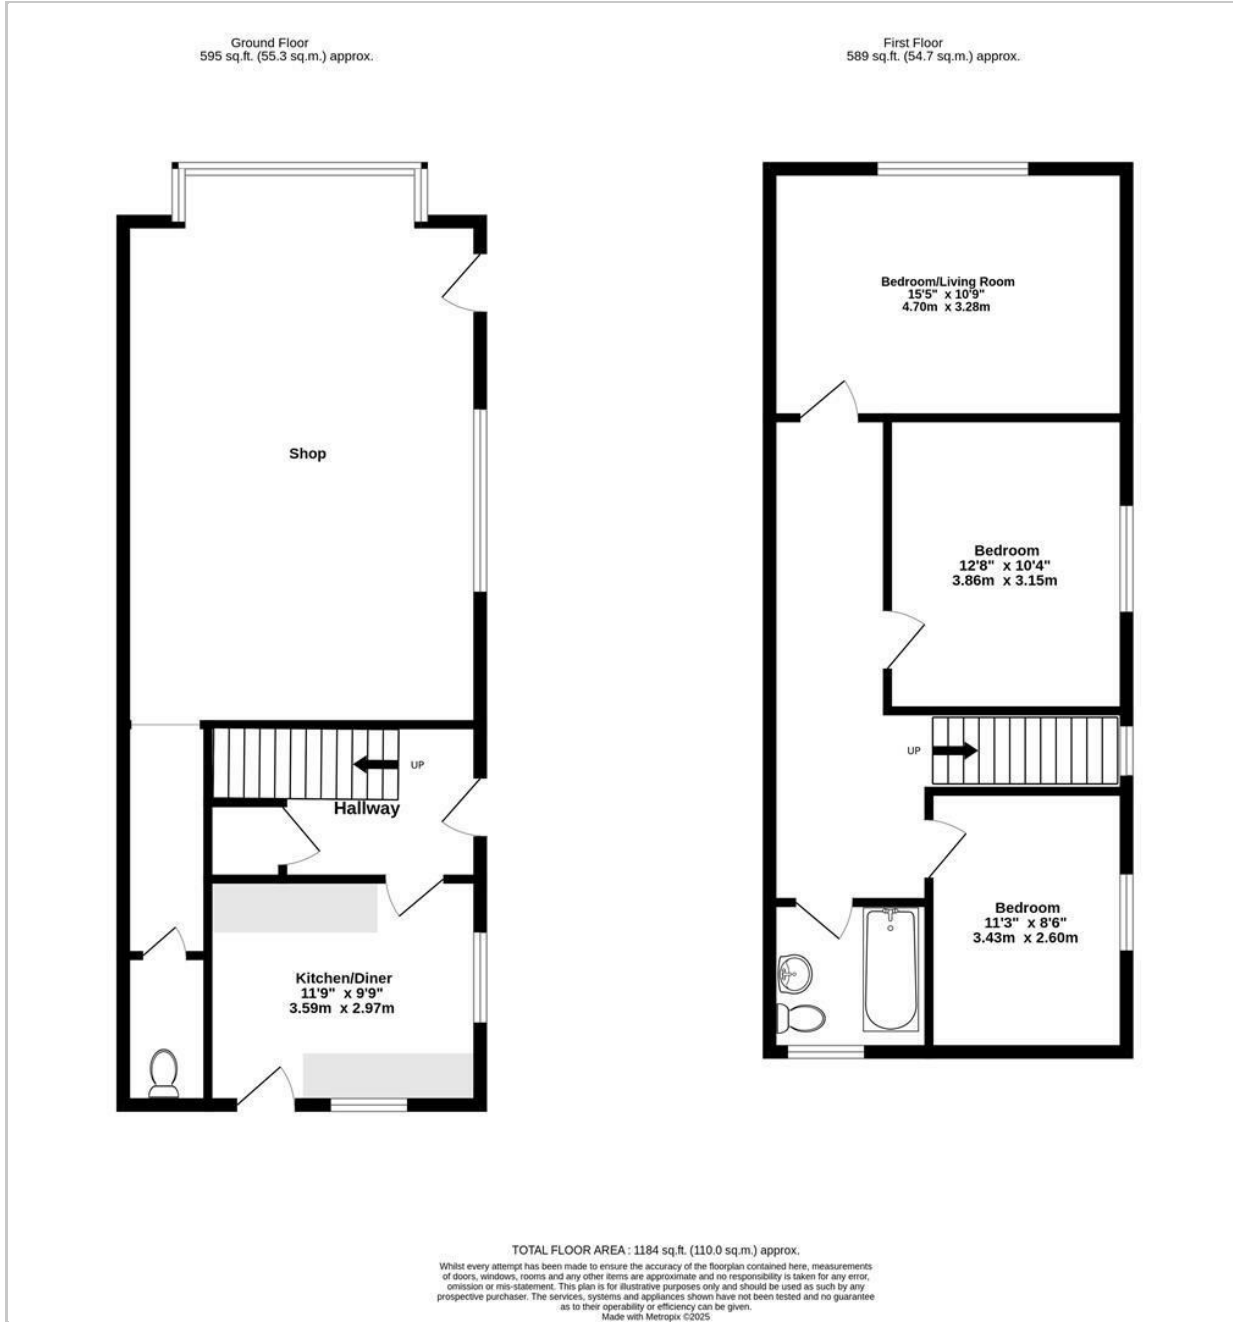 Ground Floor
595 sq.ft. (55.3 sq.m.) approx.
First Floor
589 sq.ft. (54.7 sq.m.) approx.
Shop
UP
Hallway
Kitchen/Diner
11'9" x 9'9"
3.59m x 2.97m
Bedroom/Living Room
15'5" x 10'9"
4.70m x 3.28m
Bedroom
12'8" x 10'4"
3.86m x 3.15m
UP
Bedroom
11'3" x 8'6"
3.43m x 2.60m
TOTAL FLOOR AREA : 1184 sq.ft. (110.0 sq.m.) approx.
Whilst every attempt has been made to ensure the accuracy of the floorplan contained here, measurements
of doors, windows, rooms and any other items are approximate and no responsibility is taken for any error,
omission or mis-statement. This plan is for illustrative purposes only and should be used as such by any
prospective purchaser. The services, systems and appliances shown have not been tested and no guarantee
as to their operability or efficiency can be given.
Made with Metropix ©2025